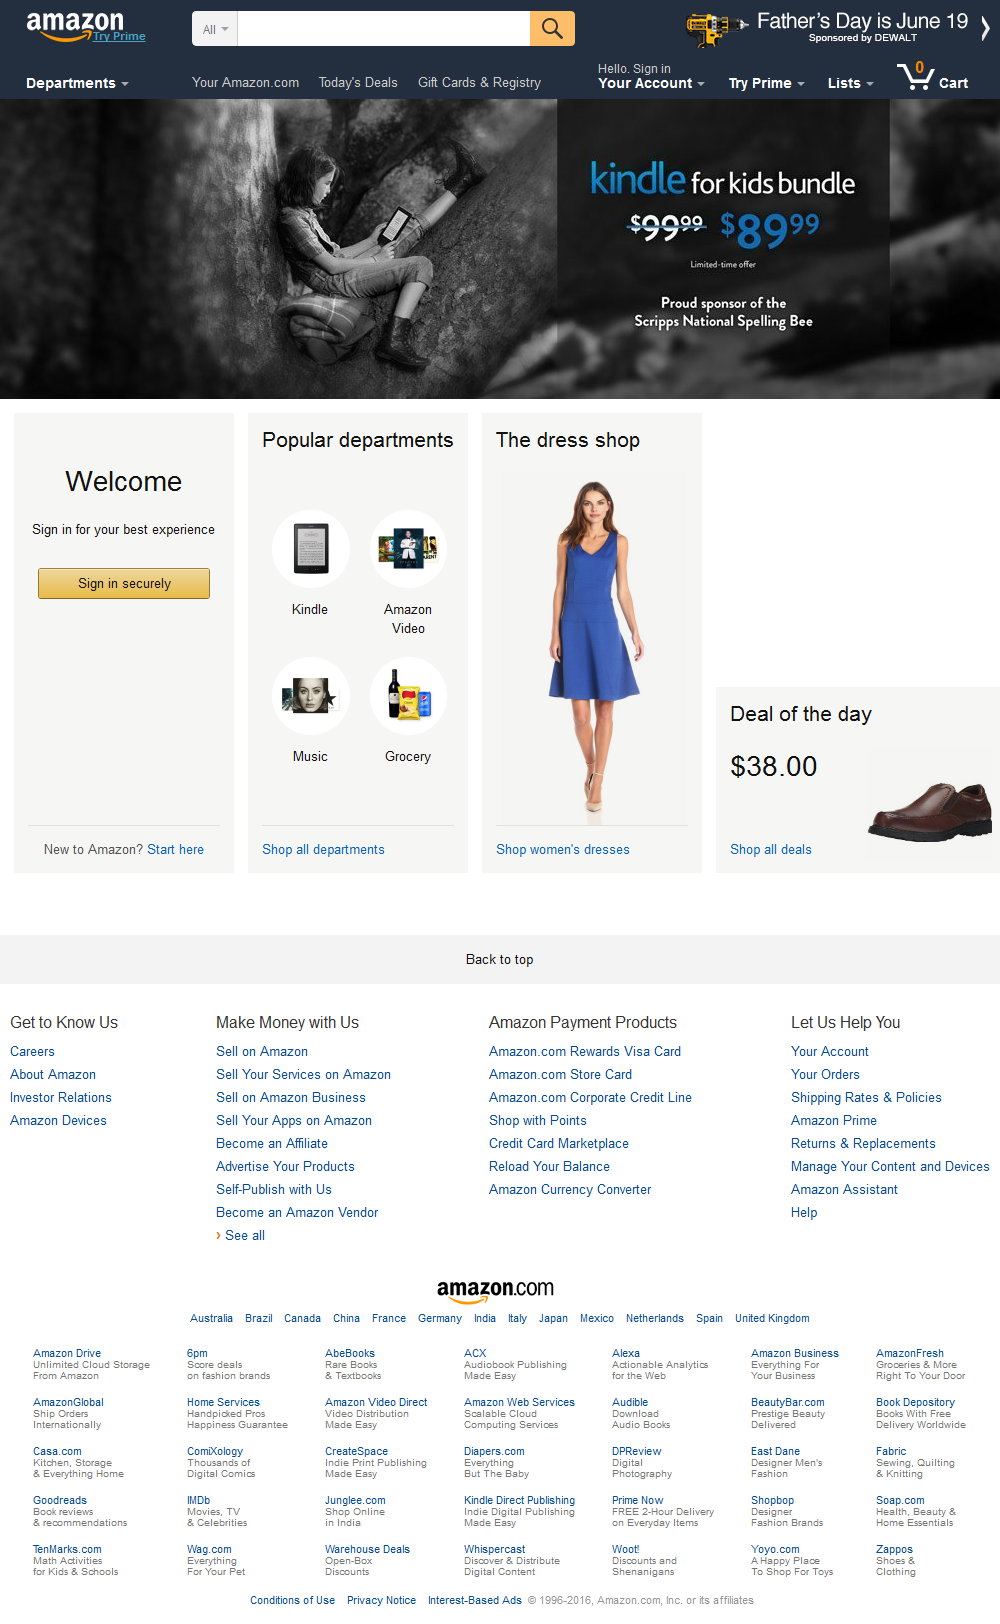 amazon
Try Prime
All
Father's Day is June 19
Sponsored by DEWALT
Departments
Your Amazon.com Today's Deals Gift Cards & Registry
Hello. Sign in
Your Account
Try Prime
Lists
0
Cart
kindle for kids bundle
$99⁹⁹ $89⁹⁹
Limited-time offer
Proud sponsor of the
Scripps National Spelling Bee
Welcome
Sign in for your best experience
Sign in securely
New to Amazon? Start here
Popular departments
Kindle
Amazon
Video
Music
Grocery
Shop all departments
The dress shop
Shop women's dresses
Deal of the day
$38.00
Shop all deals
Back to top
Get to Know Us
Careers
About Amazon
Investor Relations
Amazon Devices
Make Money with Us
Sell on Amazon
Sell Your Services on Amazon
Sell on Amazon Business
Sell Your Apps on Amazon
Become an Affiliate
Advertise Your Products
Self-Publish with Us
Become an Amazon Vendor
› See all
Amazon Payment Products
Amazon.com Rewards Visa Card
Amazon.com Store Card
Amazon.com Corporate Credit Line
Shop with Points
Credit Card Marketplace
Reload Your Balance
Amazon Currency Converter
Let Us Help You
Your Account
Your Orders
Shipping Rates & Policies
Amazon Prime
Returns & Replacements
Manage Your Content and Devices
Amazon Assistant
Help
amazon.com
Australia Brazil Canada China France Germany India Italy Japan Mexico Netherlands Spain United Kingdom
Amazon Drive
Unlimited Cloud Storage
From Amazon
6pm
Score deals
on fashion brands
AbeBooks
Rare Books
& Textbooks
ACX
Audiobook Publishing
Made Easy
Alexa
Actionable Analytics
for the Web
Amazon Business
Everything For
Your Business
AmazonFresh
Groceries & More
Right To Your Door
AmazonGlobal
Ship Orders
Internationally
Home Services
Handpicked Pros
Happiness Guarantee
Amazon Video Direct
Video Distribution
Made Easy
Amazon Web Services
Scalable Cloud
Computing Services
Audible
Download
Audio Books
BeautyBar.com
Prestige Beauty
Delivered
Book Depository
Books With Free
Delivery Worldwide
Casa.com
Kitchen, Storage
& Everything Home
ComiXology
Thousands of
Digital Comics
CreateSpace
Indie Print Publishing
Made Easy
Diapers.com
Everything
But The Baby
DPReview
Digital
Photography
East Dane
Designer Men's
Fashion
Fabric
Sewing, Quilting
& Knitting
Goodreads
Book reviews
& recommendations
IMDb
Movies, TV
& Celebrities
Junglee.com
Shop Online
in India
Kindle Direct Publishing
Indie Digital Publishing
Made Easy
Prime Now
FREE 2-Hour Delivery
on Everyday Items
Shopbop
Designer
Fashion Brands
Soap.com
Health, Beauty &
Home Essentials
TenMarks.com
Math Activities
for Kids & Schools
Wag.com
Everything
For Your Pet
Warehouse Deals
Open-Box
Discounts
Whispercast
Discover & Distribute
Digital Content
Woot!
Discounts and
Shenanigans
Yoyo.com
A Happy Place
To Shop For Toys
Zappos
Shoes &
Clothing
Conditions of Use Privacy Notice Interest-Based Ads © 1996-2016, Amazon.com, Inc. or its affiliates